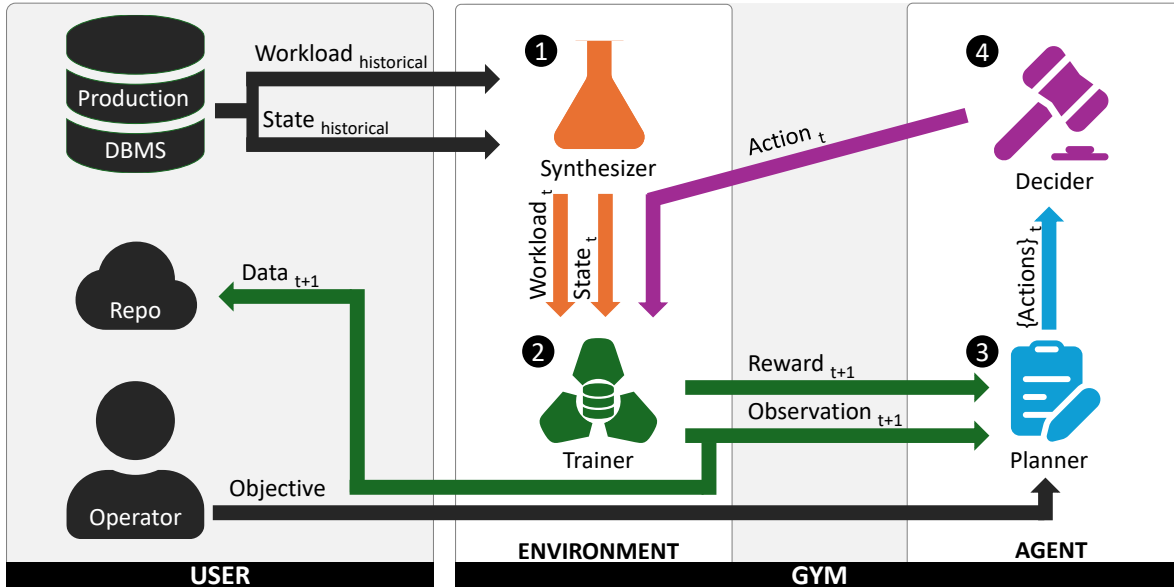 Production
DBMS
Workload historical
State historical
1
Synthesizer
4
Decider
Action t
Workload t
State t
{Actions} t
Repo
Data t+1
2
Trainer
Reward t+1
Observation t+1
3
Planner
Operator
Objective
ENVIRONMENT
AGENT
USER
GYM